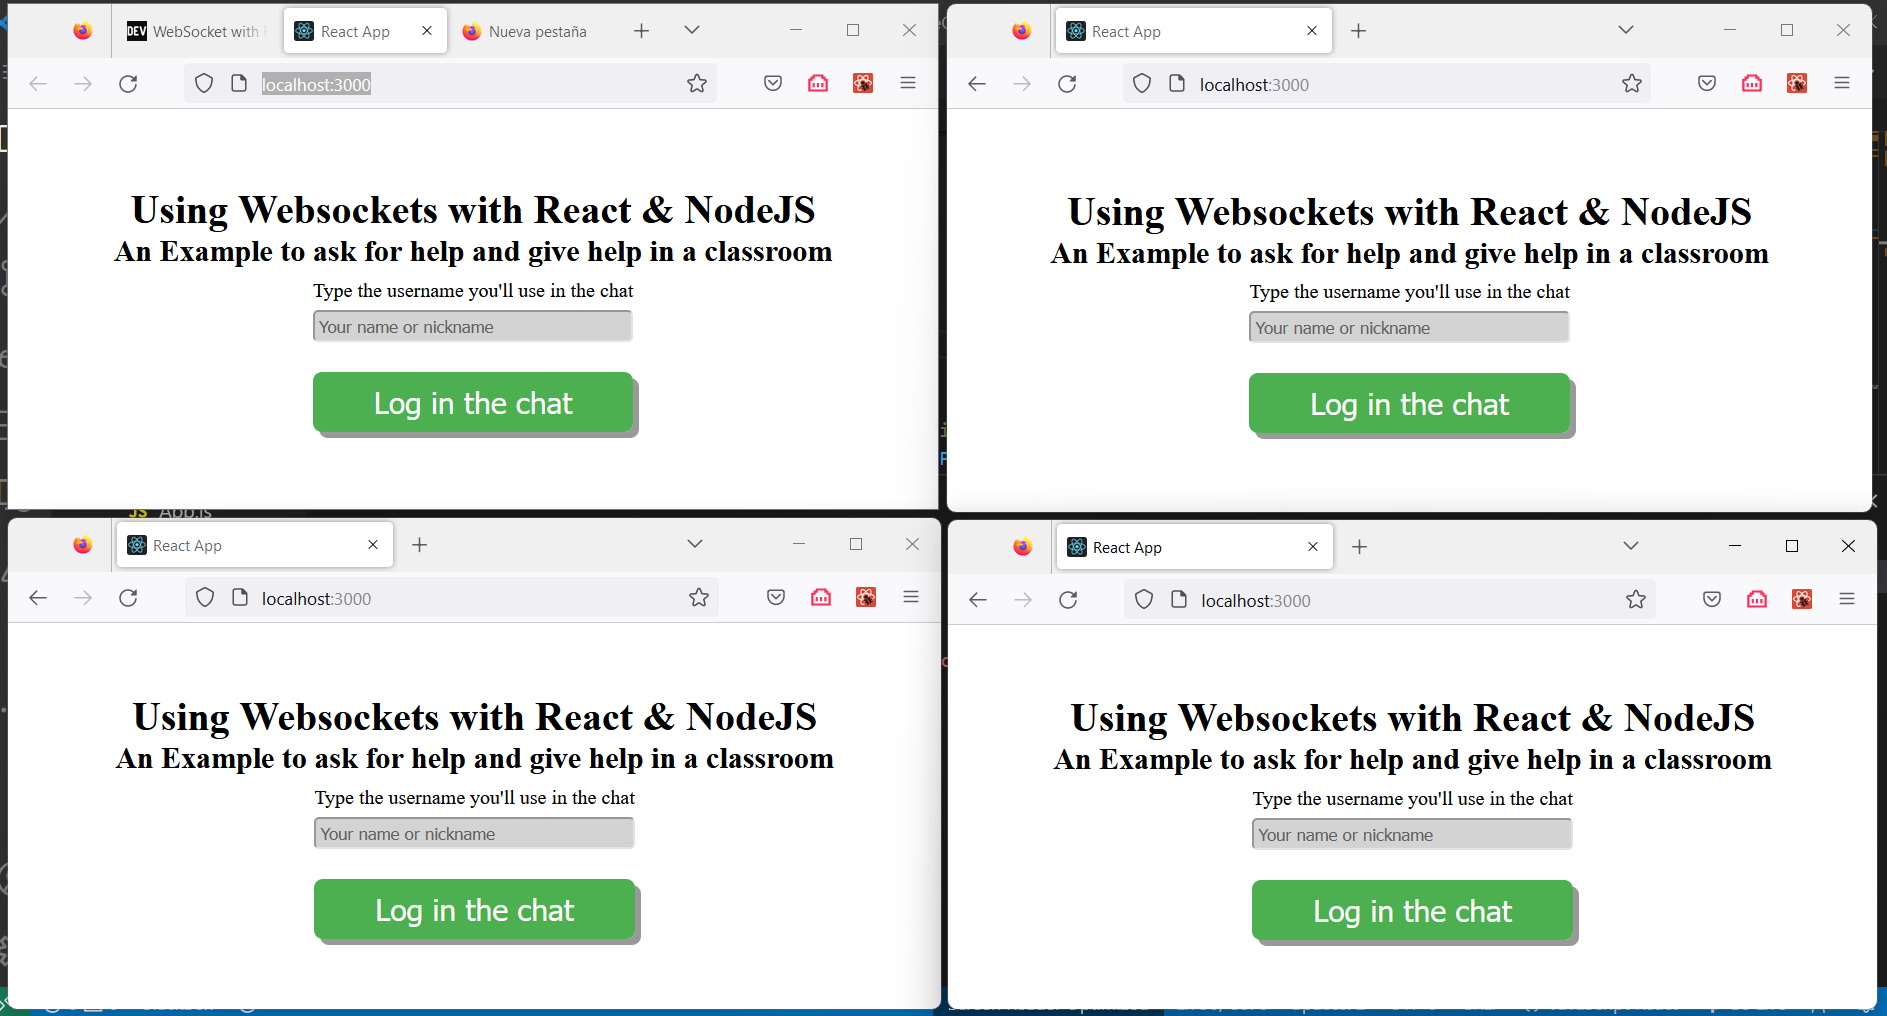 DEV WebSocket with
React App
Nueva pestaña
localhost:3000
Using Websockets with React & NodeJS
An Example to ask for help and give help in a classroom
Type the username you'll use in the chat
Your name or nickname
Log in the chat
React App
localhost:3000
Using Websockets with React & NodeJS
An Example to ask for help and give help in a classroom
Type the username you'll use in the chat
Your name or nickname
Log in the chat
JS App.js
React App
localhost:3000
Using Websockets with React & NodeJS
An Example to ask for help and give help in a classroom
Type the username you'll use in the chat
Your name or nickname
Log in the chat
React App
localhost:3000
Using Websockets with React & NodeJS
An Example to ask for help and give help in a classroom
Type the username you'll use in the chat
Your name or nickname
Log in the chat